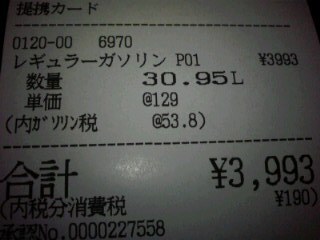 提携カード
0120-00 6970
レギュラーガソリン P01 ¥3993
数量 30.95L
単価 @129
(内ガソリン税 @53.8)
合計 ¥3,993
(内税分消費税 ¥190)
承認No.0000227558